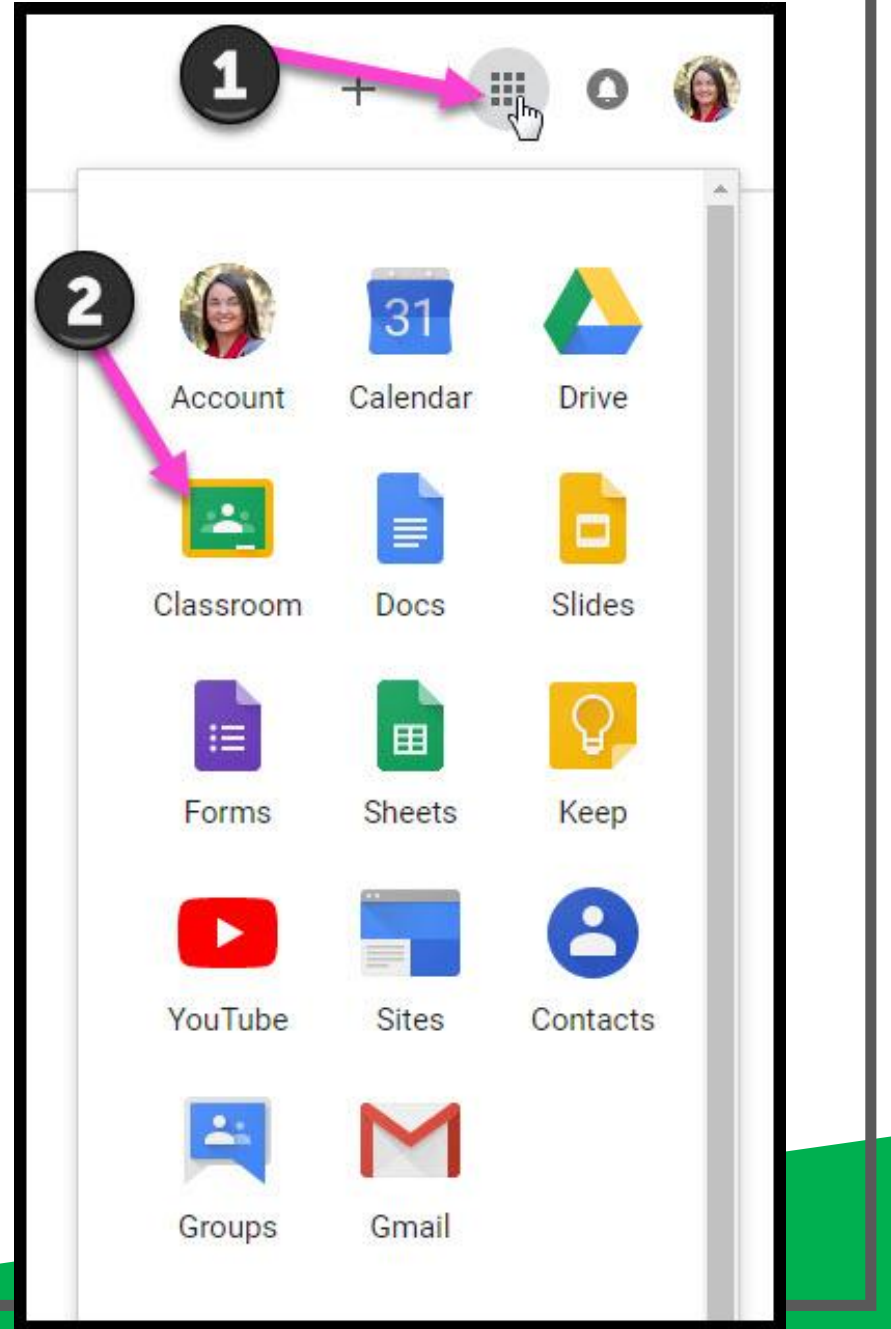 1
2
31
Account Calendar Drive
Classroom Docs Slides
Forms Sheets Keep
YouTube Sites Contacts
Groups Gmail